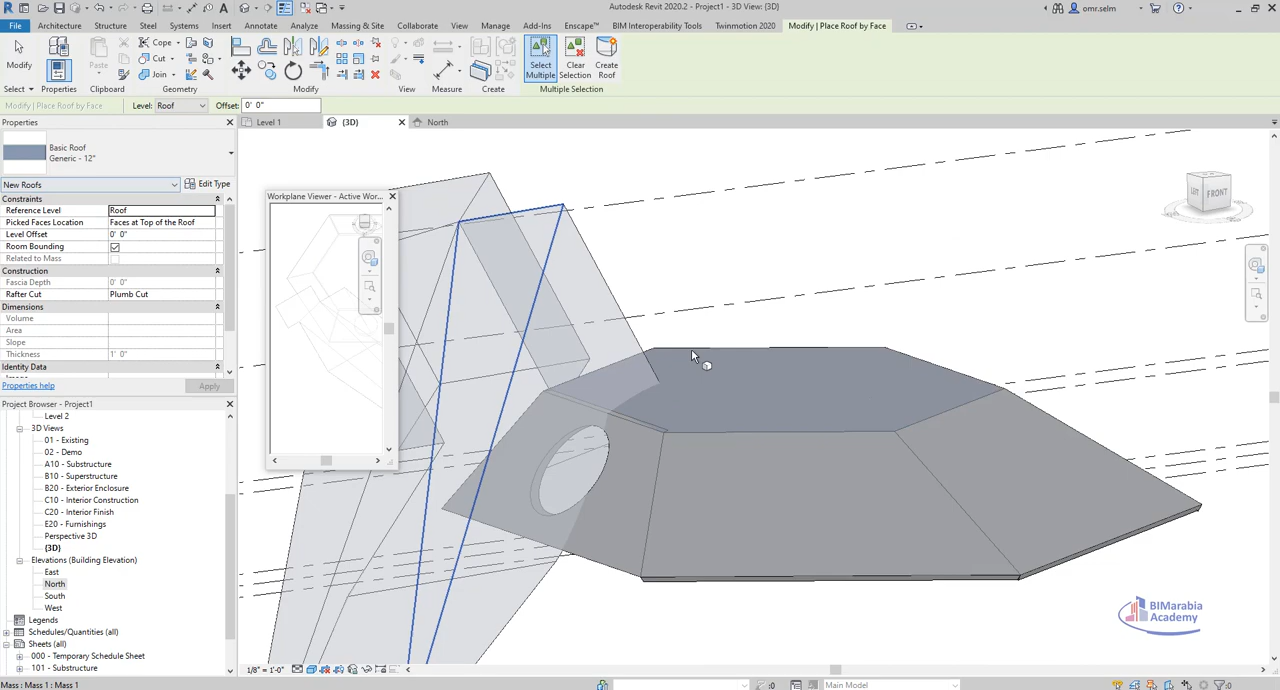 Autodesk Revit 2020.2 - Project1 - 3D View: {3D}
omr.selm
File Architecture Structure Steel Systems Insert Annotate Analyze Massing & Site Collaborate View Manage Add-Ins Enscape™ BIM Interoperability Tools Twinmotion 2020 Modify | Place Roof by Face
Modify
Select Properties Clipboard Geometry Modify View Measure Create Multiple Selection
Paste
Cope
Cut
Join
Select Multiple
Clear Selection
Create Roof
Modify | Place Roof by Face Level: Roof Offset: 0' 0"
Properties
Level 1 {3D} North
Basic Roof
Generic - 12"
New Roofs Edit Type
Constraints
Reference Level Roof
Picked Faces Location Faces at Top of the Roof
Level Offset 0' 0"
Room Bounding
Related to Mass
Construction
Fascia Depth 0' 0"
Rafter Cut Plumb Cut
Dimensions
Volume
Area
Slope
Thickness 1' 0"
Identity Data
Properties help Apply
Project Browser - Project1
Level 2
3D Views
01 - Existing
02 - Demo
A10 - Substructure
B10 - Superstructure
B20 - Exterior Enclosure
C10 - Interior Construction
C20 - Interior Finish
E20 - Furnishings
Perspective 3D
{3D}
Elevations (Building Elevation)
East
North
South
West
Legends
Schedules/Quantities (all)
Sheets (all)
000 - Temporary Schedule Sheet
101 - Substructure
Workplane Viewer - Active Wor...
FRONT
BIMarabia
Academy
1/8" = 1'-0"
Mass : Mass 1 : Mass 1
:0 Main Model :0